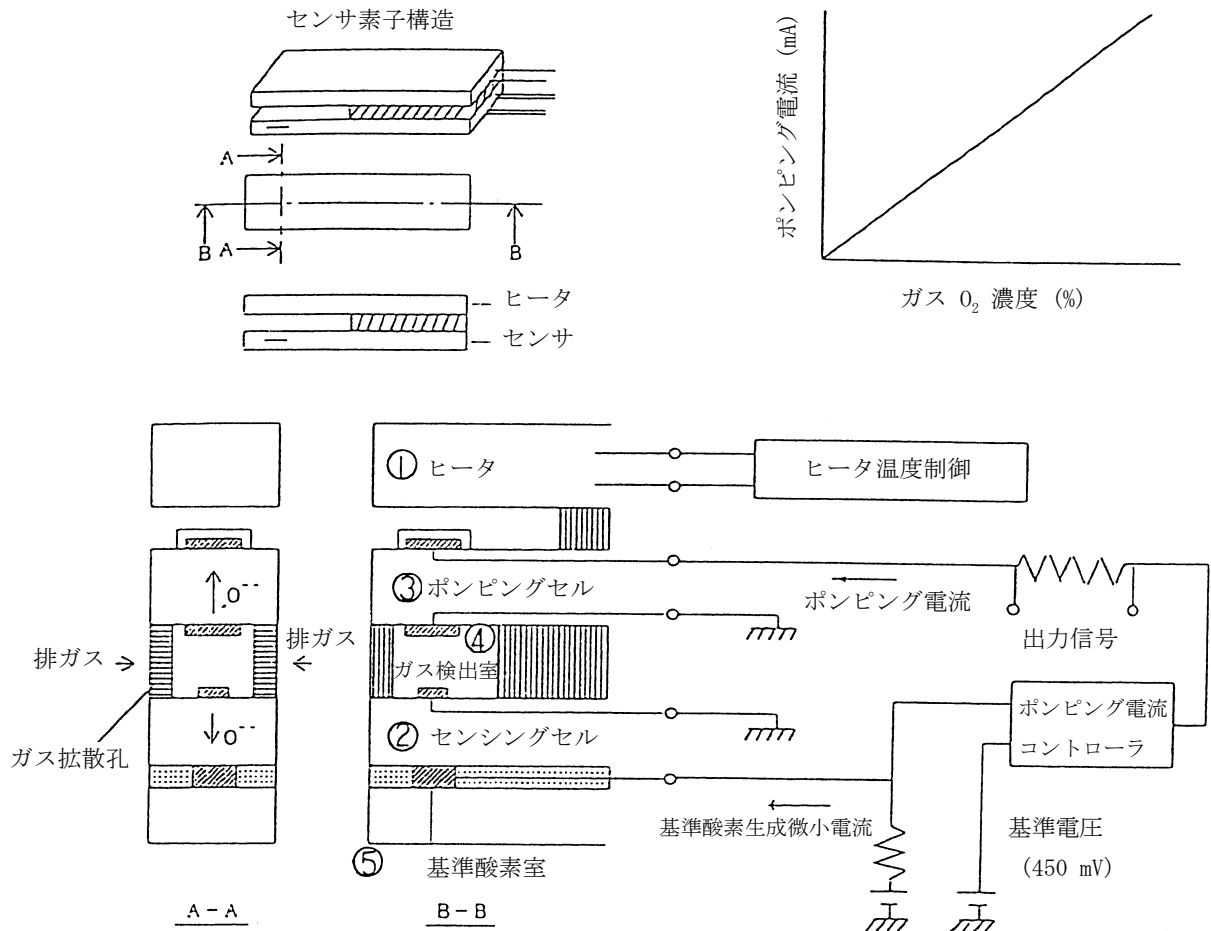 センサ素子構造
A
B
A
B
ヒータ
センサ
ポンピング電流 (mA)
ガス O₂ 濃度 (%)
① ヒータ
ヒータ温度制御
③ ポンピングセル
ポンピング電流
出力信号
O⁻⁻
排ガス
排ガス
④
ガス検出室
② センシングセル
O⁻⁻
ガス拡散孔
ポンピング電流
コントローラ
基準酸素生成微小電流
基準電圧
(450 mV)
⑤ 基準酸素室
A - A
B - B